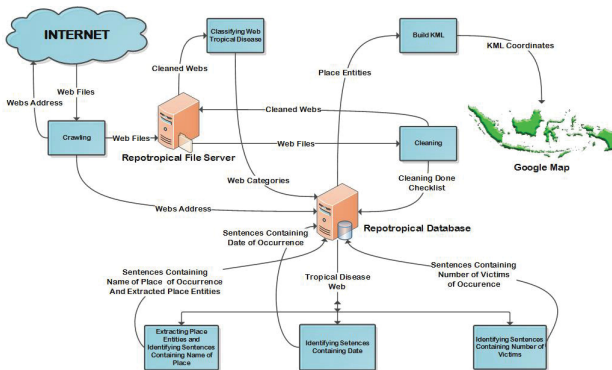 INTERNET
Classifying Web
Tropical Disease
Build KML
KML Coordinates
Cleaned Webs
Place Entities
Webs Address
Web Files
Cleaned Webs
Crawling
Web Files
Web Files
Cleaning
Repotropical File Server
Google Map
Web Categories
Cleaning Done
Checklist
Webs Address
Sentences Containing
Date of Occurrence
Repotropical Database
Sentences Containing
Name of Place of Occurrence
And Extracted Place Entities
Tropical Disease
Web
Sentences Containing
Number of Victims
of Occurence
Extracting Place
Entities and
Identifying Sentences
Containing Name of
Place
Identifying Setences
Containing Date
Identifying Sentences
Containing Number of
Victims